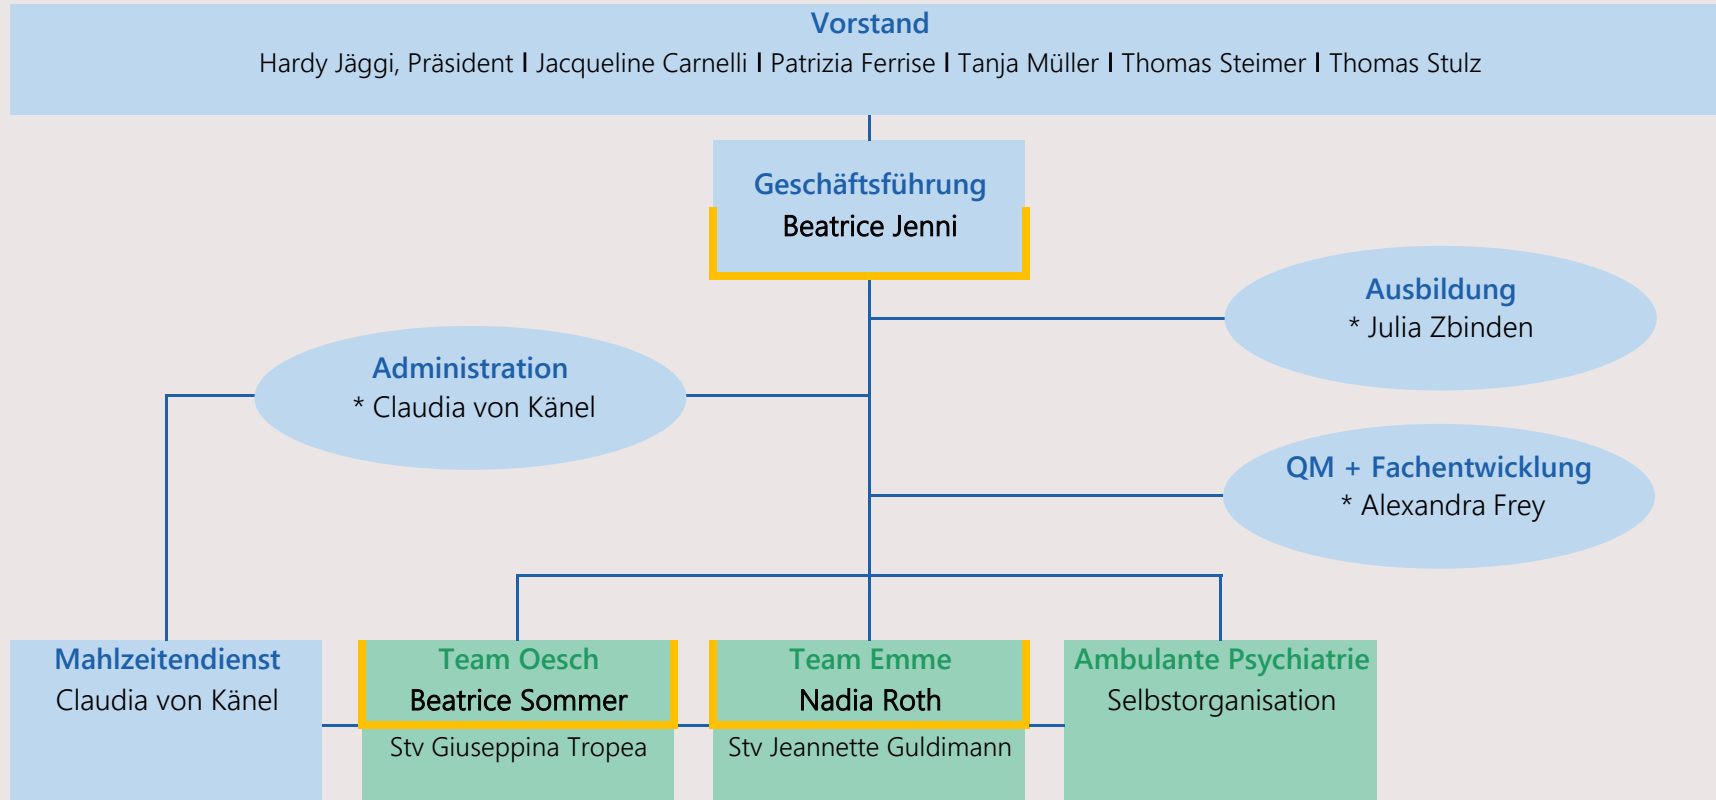 Vorstand
Hardy Jäggi, Präsident I Jacqueline Carnelli I Patrizia Ferrise I Tanja Müller I Thomas Steimer I Thomas Stulz
Geschäftsführung
Beatrice Jenni
Ausbildung
* Julia Zbinden
Administration
* Claudia von Känel
QM + Fachentwicklung
* Alexandra Frey
Mahlzeitendienst
Claudia von Känel
Team Oesch
Beatrice Sommer
Stv Giuseppina Tropea
Team Emme
Nadia Roth
Stv Jeannette Guldimann
Ambulante Psychiatrie
Selbstorganisation